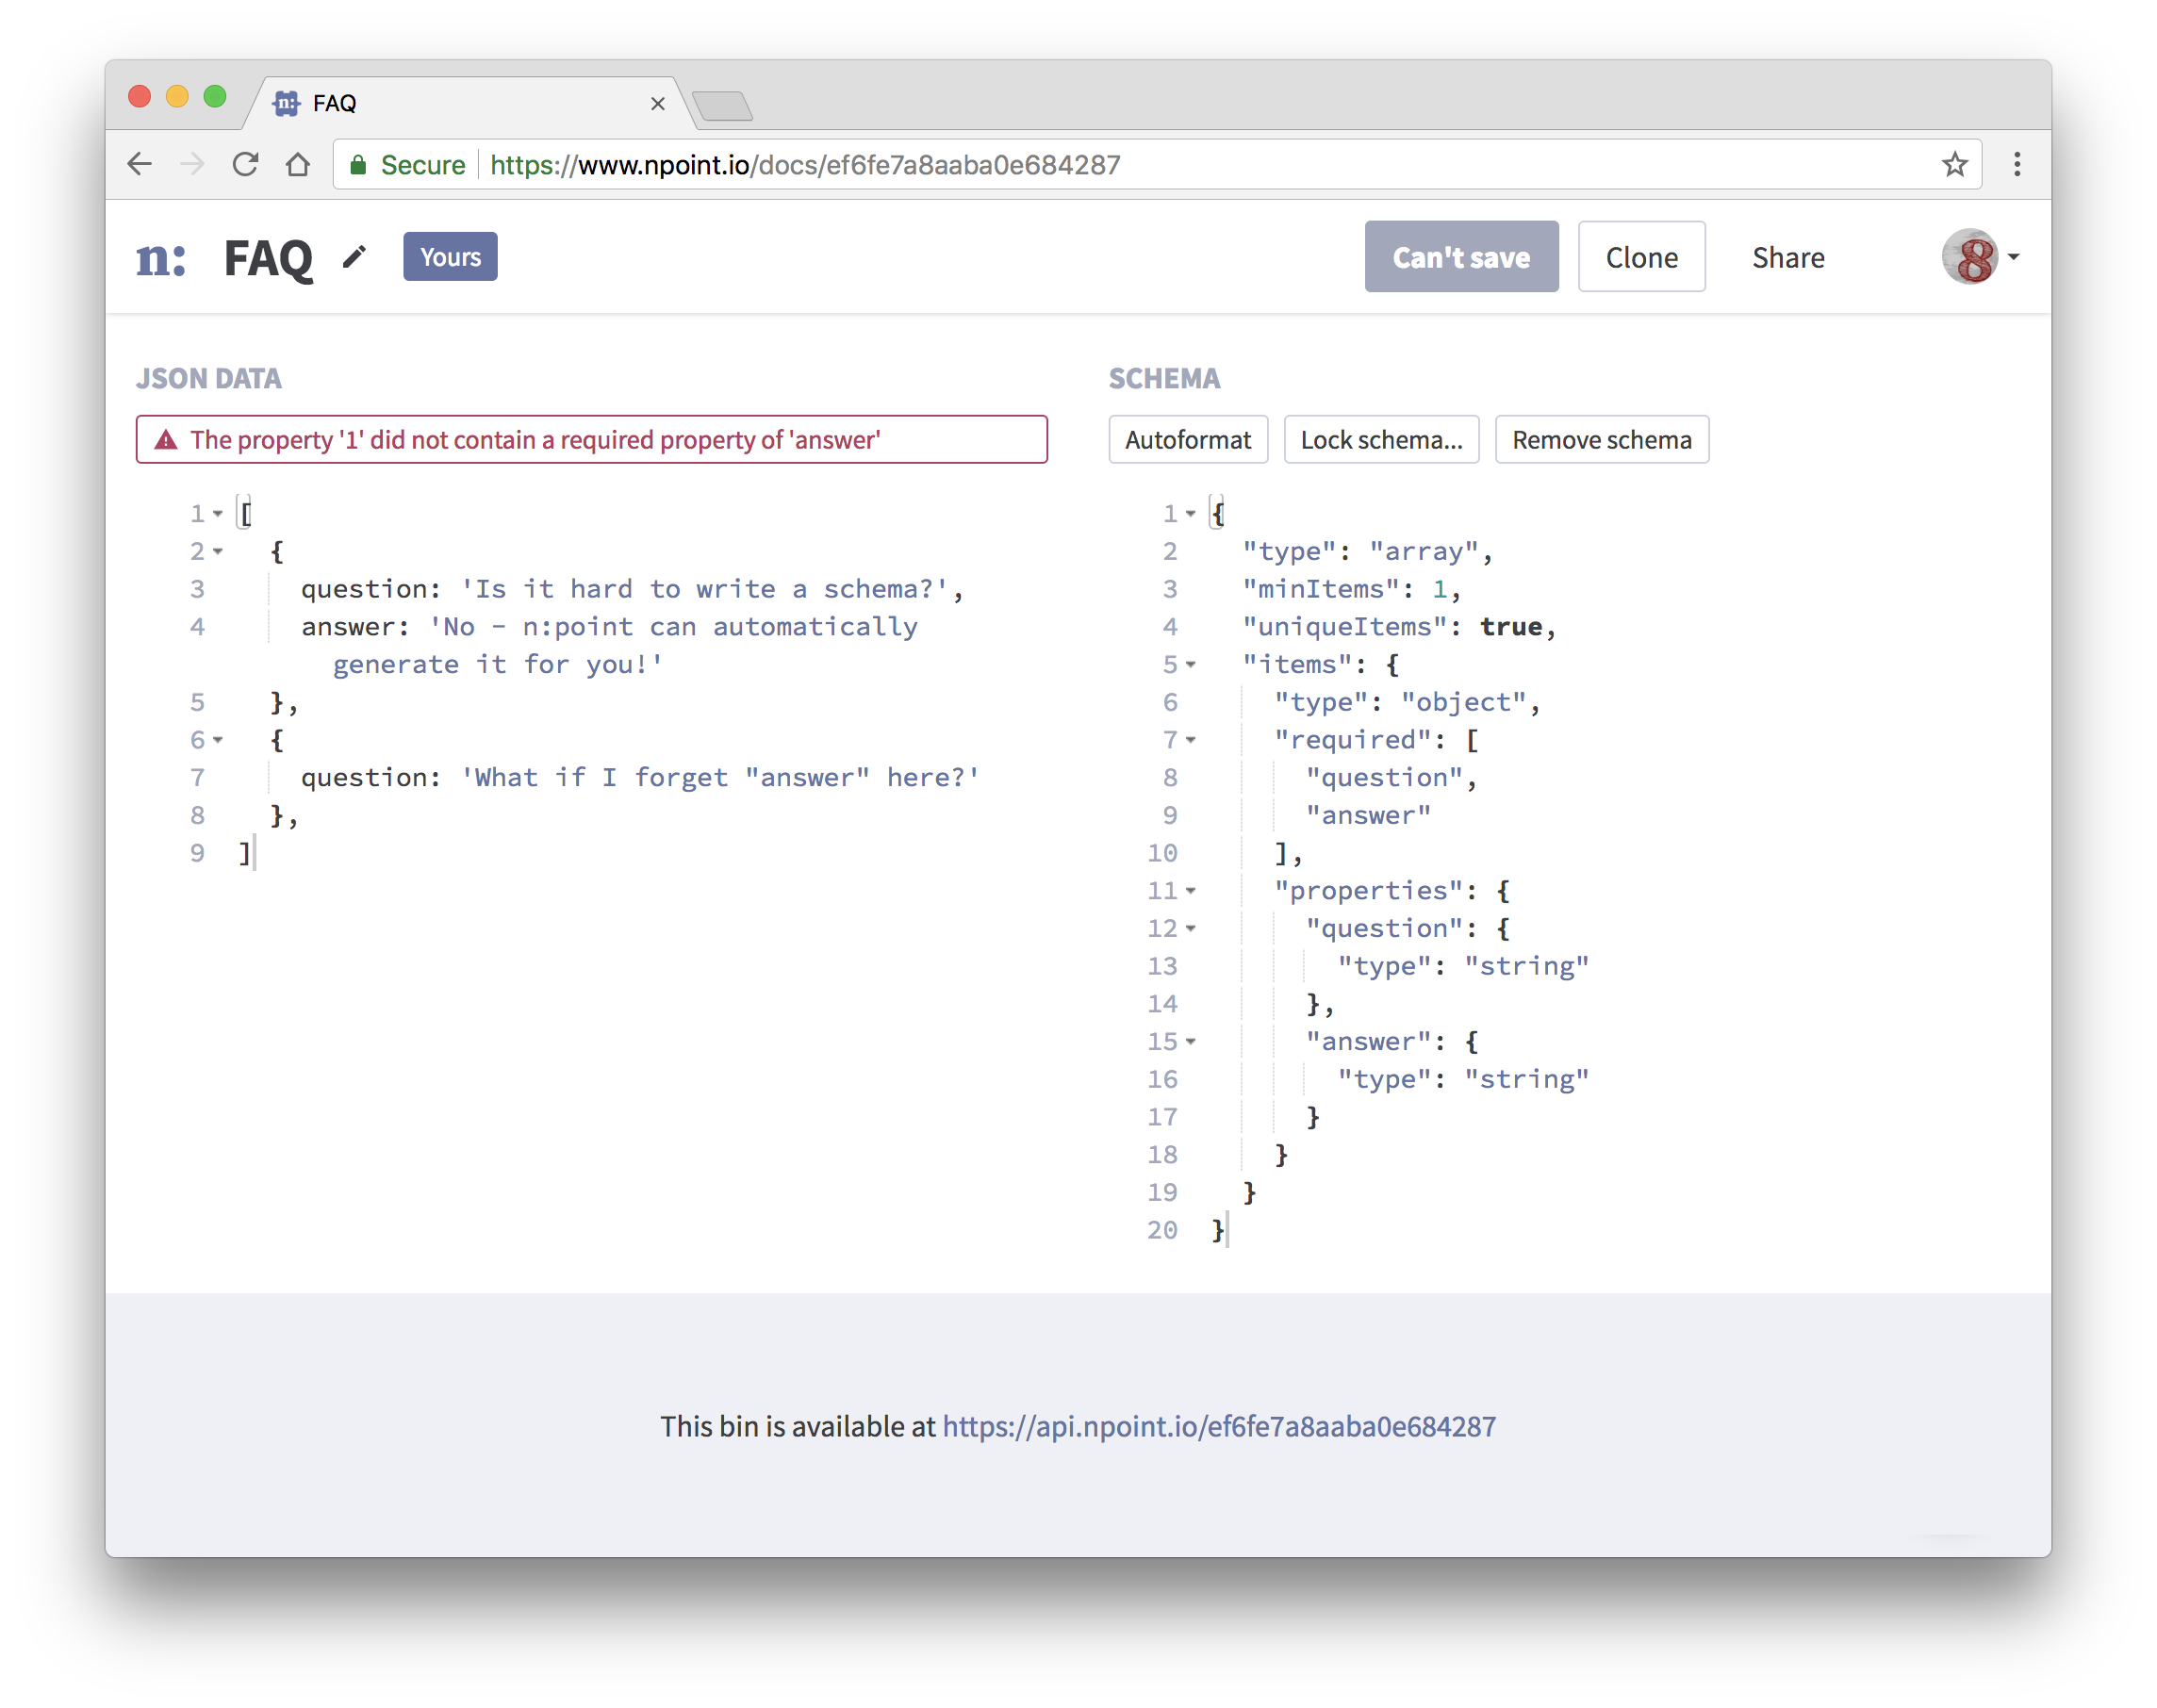 n: FAQ
Secure https://www.npoint.io/docs/ef6fe7a8aaba0e684287
n: FAQ Yours Can't save Clone Share 8
JSON DATA
The property '1' did not contain a required property of 'answer'
1 [
2 {
3 question: 'Is it hard to write a schema?',
4 answer: 'No - n:point can automatically
generate it for you!'
5 },
6 {
7 question: 'What if I forget "answer" here?'
8 },
9 ]
SCHEMA
Autoformat Lock schema... Remove schema
1 {
2 "type": "array",
3 "minItems": 1,
4 "uniqueItems": true,
5 "items": {
6 "type": "object",
7 "required": [
8 "question",
9 "answer"
10 ],
11 "properties": {
12 "question": {
13 "type": "string"
14 },
15 "answer": {
16 "type": "string"
17 }
18 }
19 }
20 }
This bin is available at https://api.npoint.io/ef6fe7a8aaba0e684287